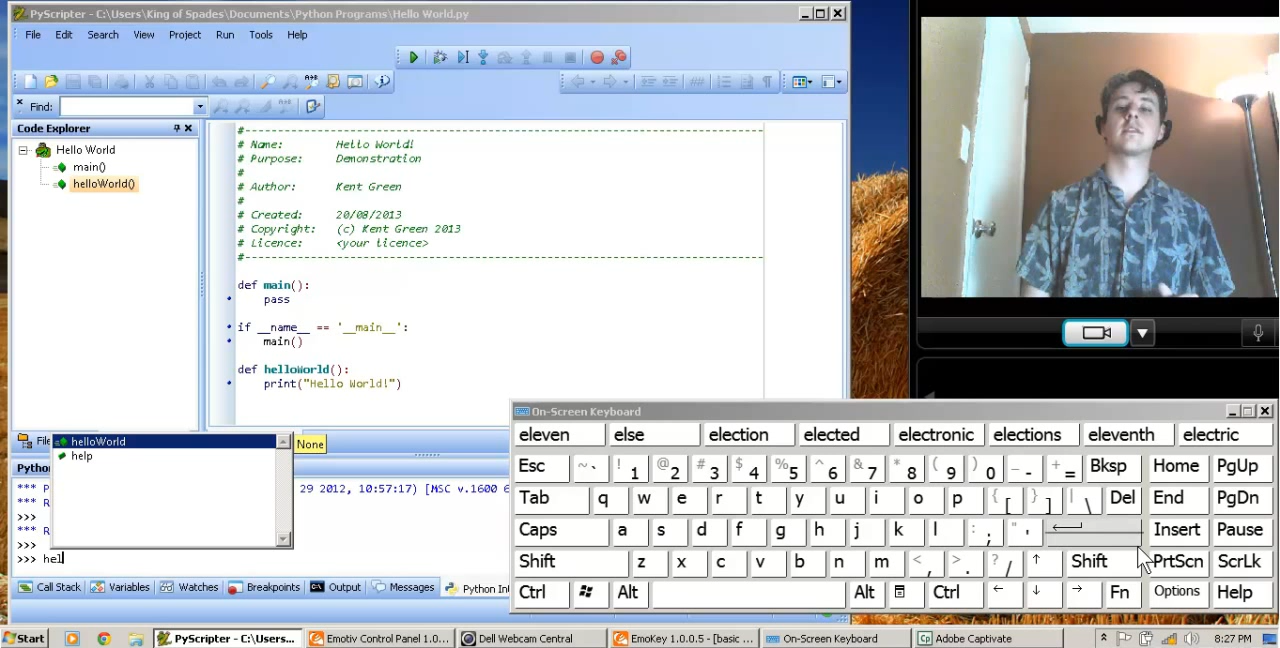 PyScripter - C:\Users\King of Spades\Documents\Python Programs\Hello World.py
File Edit Search View Project Run Tools Help
Find:
Code Explorer
Hello World
main()
helloWorld()
#--------------------------------------------------------------------------------
# Name: Hello World!
# Purpose: Demonstration
#
# Author: Kent Green
#
# Created: 20/08/2013
# Copyright: (c) Kent Green 2013
# Licence: <your licence>
#--------------------------------------------------------------------------------
def main():
pass
if __name__ == '__main__':
main()
def helloWorld():
print("Hello World!")
File
helloWorld
help
None
Python
*** P
29 2012, 10:57:17) [MSC v.1600 6
*** R
>>>
*** R
>>>
>>> hel
Call Stack Variables Watches Breakpoints Output Messages Python In
On-Screen Keyboard
eleven else election elected electronic elections eleventh electric
Esc ~ ` ! 1 @ 2 # 3 $ 4 % 5 ^ 6 & 7 * 8 ( 9 ) 0 _ - + = Bksp Home PgUp
Tab q w e r t y u i o p { [ } ] | \ Del End PgDn
Caps a s d f g h j k l : ; " ' Insert Pause
Shift z x c v b n m < , > . ? / ↑ Shift PrtScn ScrLk
Ctrl Alt Alt Ctrl ← ↓ → Fn Options Help
Start PyScripter - C:\Users... Emotiv Control Panel 1.0... Dell Webcam Central EmoKey 1.0.0.5 - [basic ... On-Screen Keyboard Adobe Captivate 8:27 PM